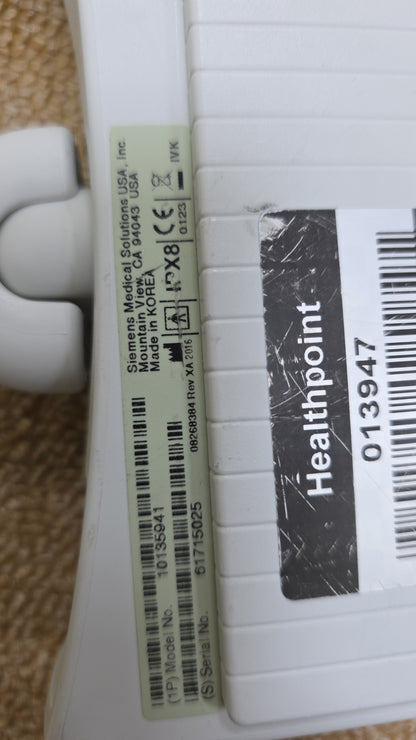 Siemens Medical Solutions USA, Inc.
Mountain View, CA 94043 USA
Made in KOREA
IPX8
CE
0123
IVK
08268384 Rev XA 2016
(1P) Model No. 10135941
(S) Serial No. 61715025
Healthpoint
013947